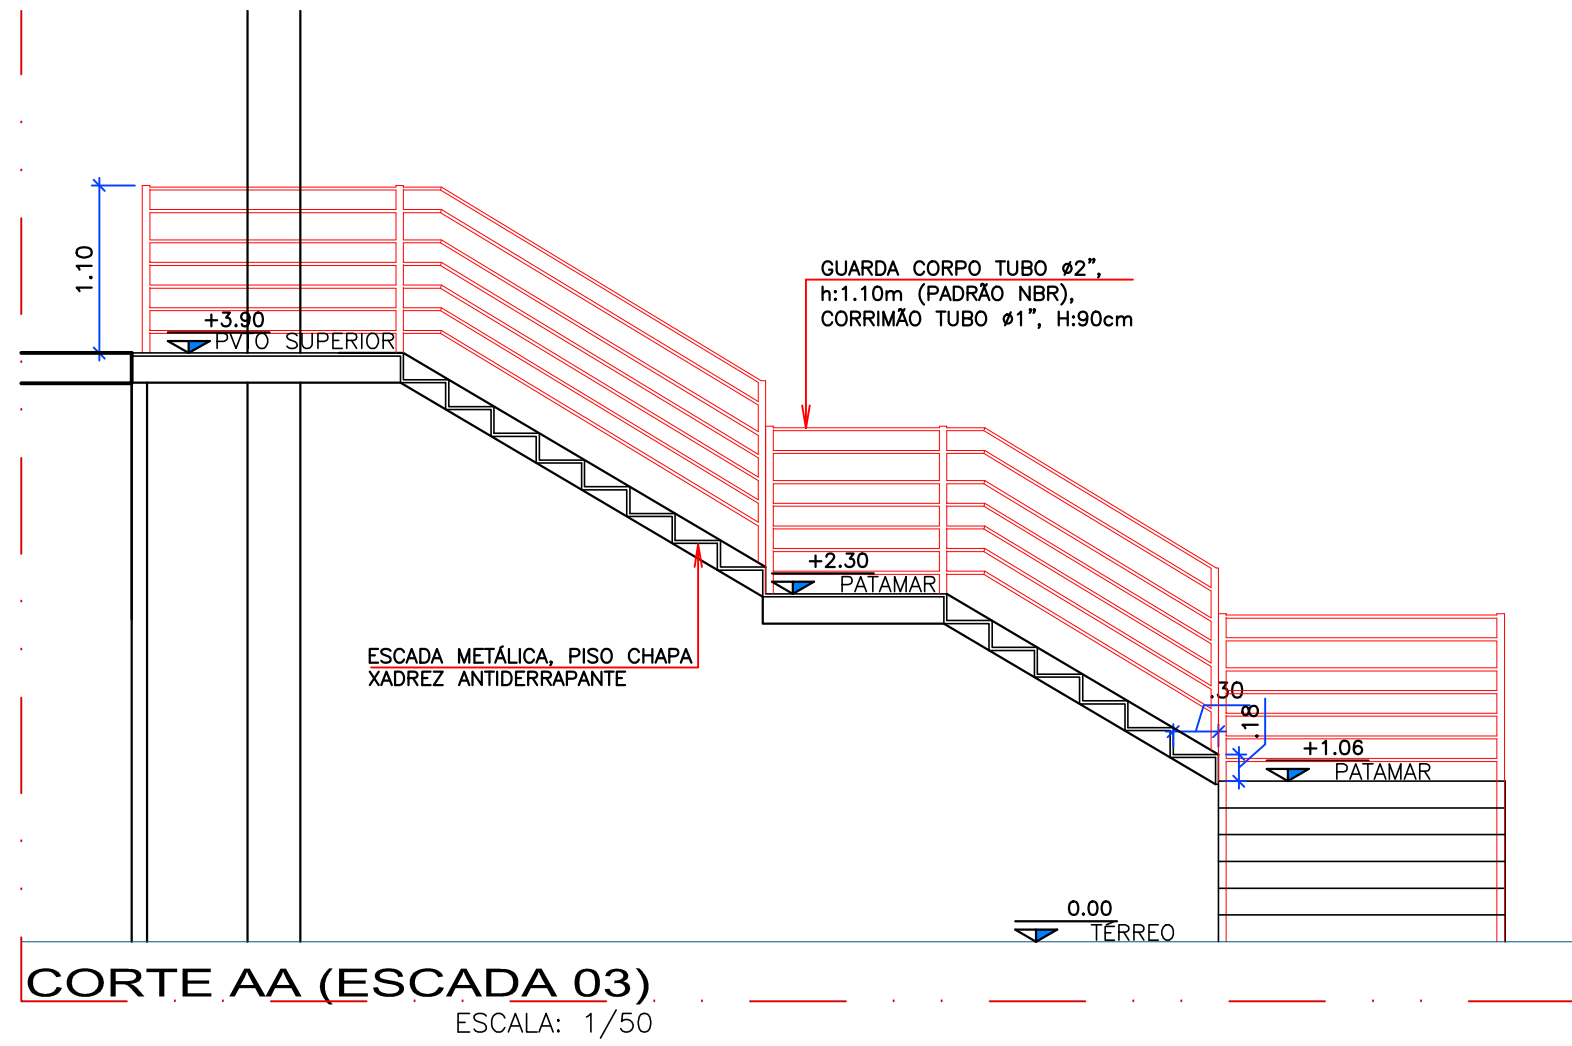 1.10
+3.90
PVTO SUPERIOR
GUARDA CORPO TUBO ø2”,
h:1.10m (PADRÃO NBR),
CORRIMÃO TUBO ø1”, H:90cm
+2.30
PATAMAR
ESCADA METÁLICA, PISO CHAPA
XADREZ ANTIDERRAPANTE
.30
.18
+1.06
PATAMAR
0.00
TÉRREO
CORTE AA (ESCADA 03)
ESCALA: 1/50